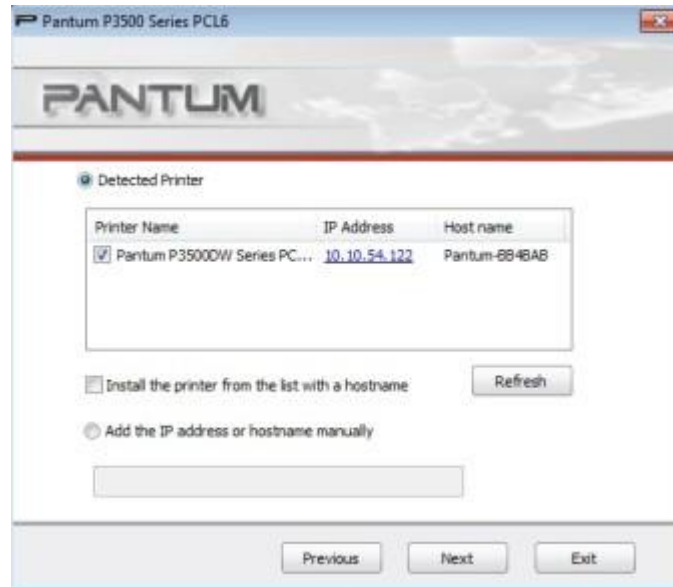 Pantum P3500 Series PCL6
PANTUM
Detected Printer
Printer Name IP Address Host name
Pantum P3500DW Series PC... 10.10.54.122 Pantum-BB4BAB
Install the printer from the list with a hostname
Refresh
Add the IP address or hostname manually
Previous Next Exit